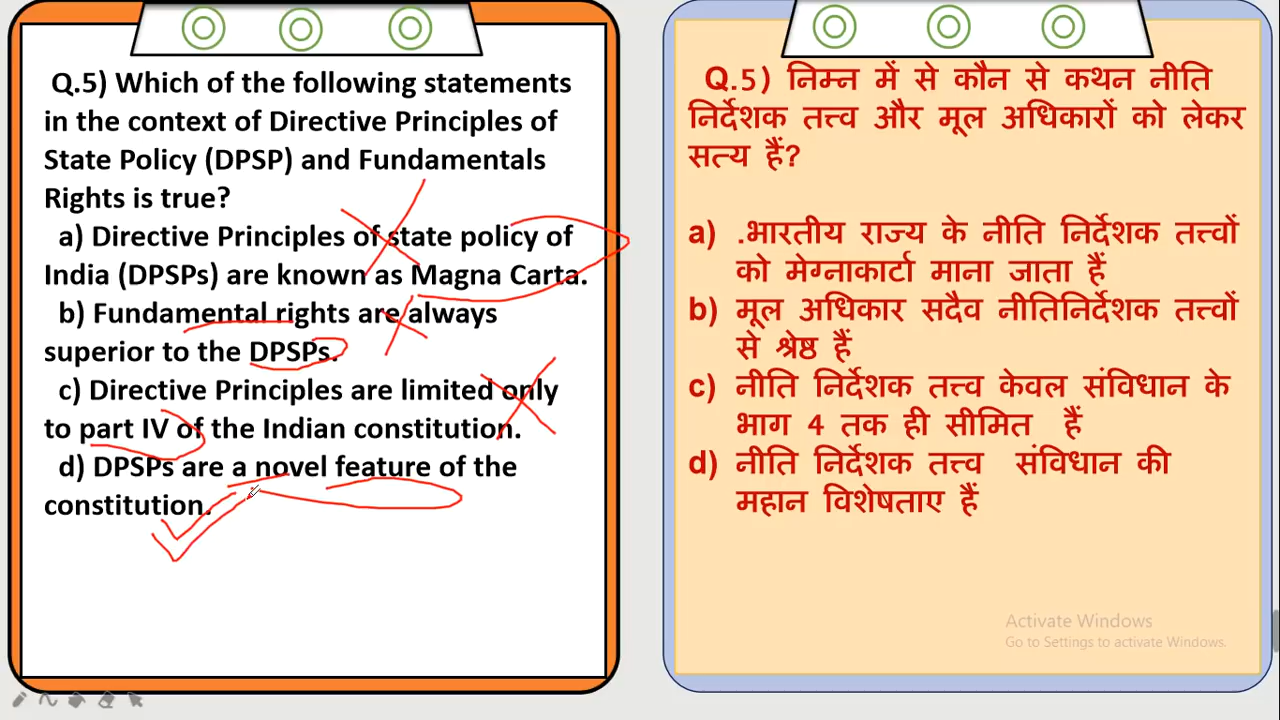 Q.5) Which of the following statements
in the context of Directive Principles of
State Policy (DPSP) and Fundamentals
Rights is true?
a) Directive Principles of state policy of
India (DPSPs) are known as Magna Carta.
b) Fundamental rights are always
superior to the DPSPs.
c) Directive Principles are limited only
to part IV of the Indian constitution.
d) DPSPs are a novel feature of the
constitution.
Q.5) निम्न में से कौन से कथन नीति
निर्देशक तत्त्व और मूल अधिकारों को लेकर
सत्य हैं?
a) .भारतीय राज्य के नीति निर्देशक तत्त्वों
को मेग्नाकार्टा माना जाता हैं
b) मूल अधिकार सदैव नीतिनिर्देशक तत्त्वों
से श्रेष्ठ हैं
c) नीति निर्देशक तत्त्व केवल संविधान के
भाग 4 तक ही सीमित हैं
d) नीति निर्देशक तत्त्व संविधान की
महान विशेषताए हैं
Activate Windows
Go to Settings to activate Windows.